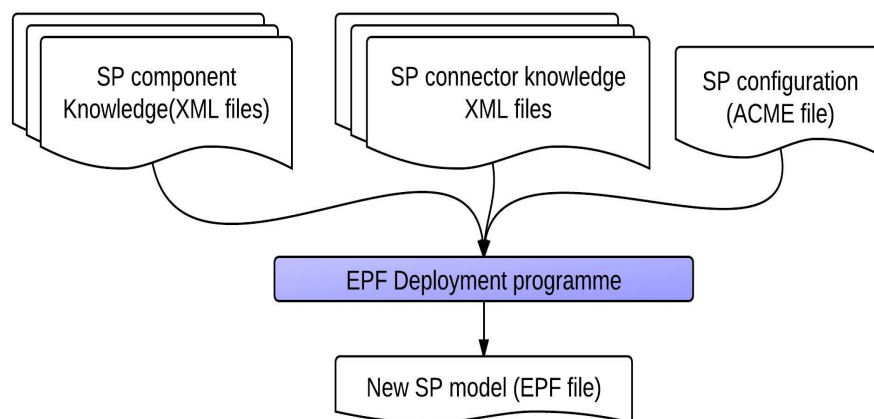 SP component
Knowledge(XML files)
SP connector knowledge
XML files
SP configuration
(ACME file)
EPF Deployment programme
New SP model (EPF file)